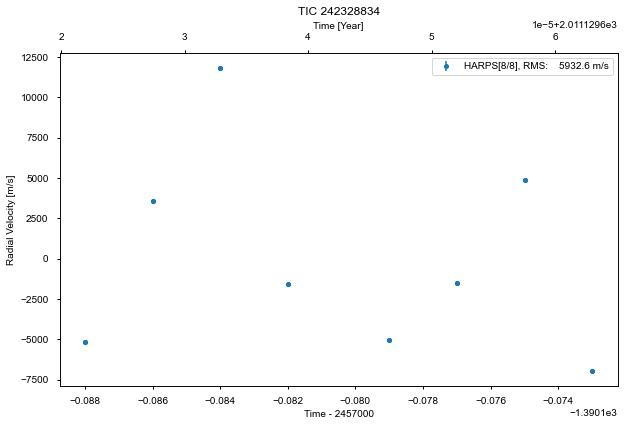 TIC 242328834
Time [Year]
1e−5+2.0111296e3
2 3 4 5 6
HARPS[8/8], RMS: 5932.6 m/s
12500
10000
7500
5000
2500
0
−2500
−5000
−7500
Radial Velocity [m/s]
−0.088 −0.086 −0.084 −0.082 −0.080 −0.078 −0.076 −0.074
Time - 2457000
−1.3901e3